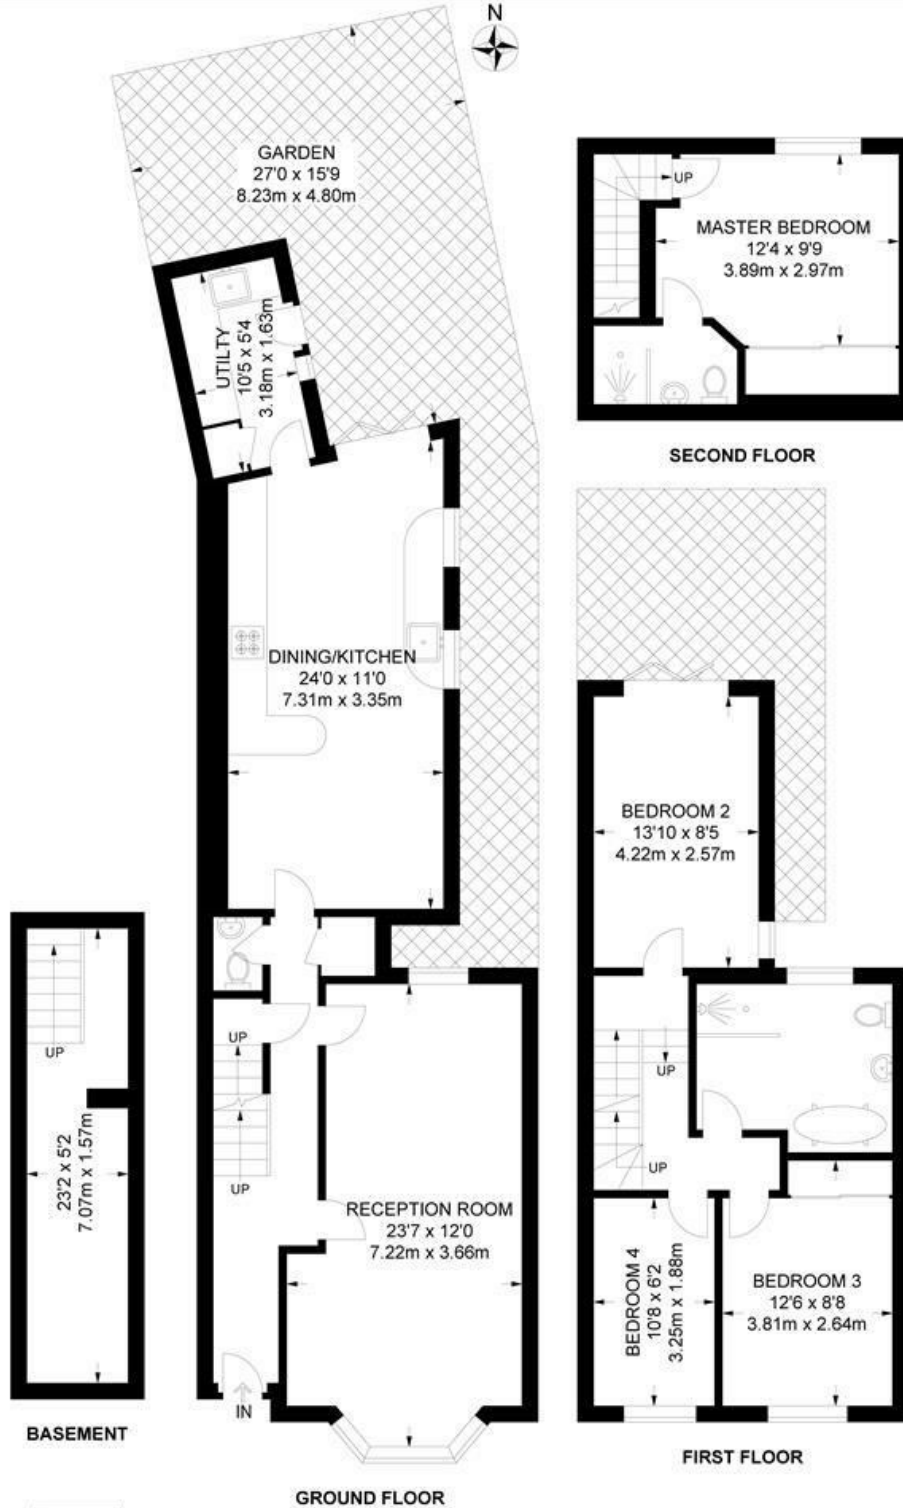 N
GARDEN
27'0 x 15'9
8.23m x 4.80m
UTILTY
10'5 x 5'4
3.18m x 1.63m
DINING/KITCHEN
24'0 x 11'0
7.31m x 3.35m
UP
UP
RECEPTION ROOM
23'7 x 12'0
7.22m x 3.66m
IN
GROUND FLOOR
UP
23'2 x 5'2
7.07m x 1.57m
BASEMENT
UP
MASTER BEDROOM
12'4 x 9'9
3.89m x 2.97m
SECOND FLOOR
BEDROOM 2
13'10 x 8'5
4.22m x 2.57m
UP
UP
BEDROOM 4
10'8 x 6'2
3.25m x 1.88m
BEDROOM 3
12'6 x 8'8
3.81m x 2.64m
FIRST FLOOR